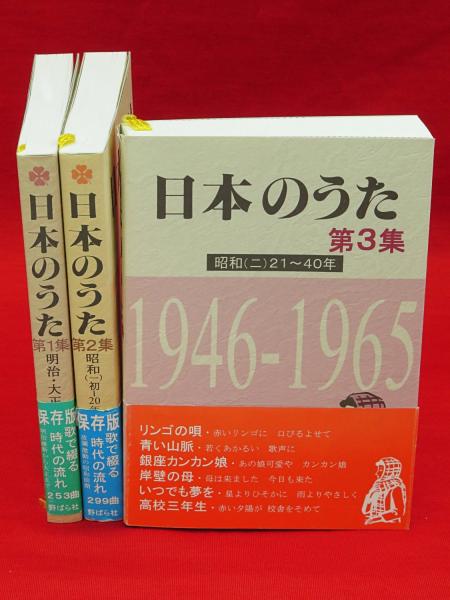 日本のうた
第1集
明治・大正
保存版
歌で綴る
時代の流れ
253曲
野ばら社
日本のうた
第2集
昭和(一)初~20年
保存版
歌で綴る
時代の流れ
299曲
野ばら社
日本のうた
第3集
昭和(二)21~40年
1946-1965
リンゴの唄・赤いリンゴに 口びるよせて
青い山脈・若くあかるい 歌声に
銀座カンカン娘・あの娘可愛や カンカン娘
岸壁の母・母は来ました 今日も来た
いつでも夢を・星よりひそかに 雨よりやさしく
高校三年生・赤い夕陽が 校舎をそめて